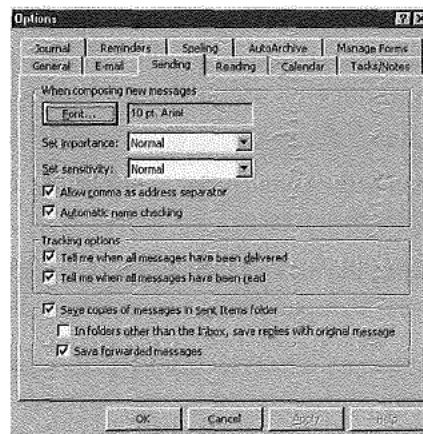 Options
Journal Reminders Spelling AutoArchive Manage Forms
General E-mail Sending Reading Calendar Tasks/Notes
When composing new messages
Font... 10 pt. Arial
Set importance: Normal
Set sensitivity: Normal
Allow comma as address separator
Automatic name checking
Tracking options
Tell me when all messages have been delivered
Tell me when all messages have been read
Save copies of messages in Sent Items folder
In folders other than the Inbox, save replies with original message
Save forwarded messages
OK Cancel Apply Help